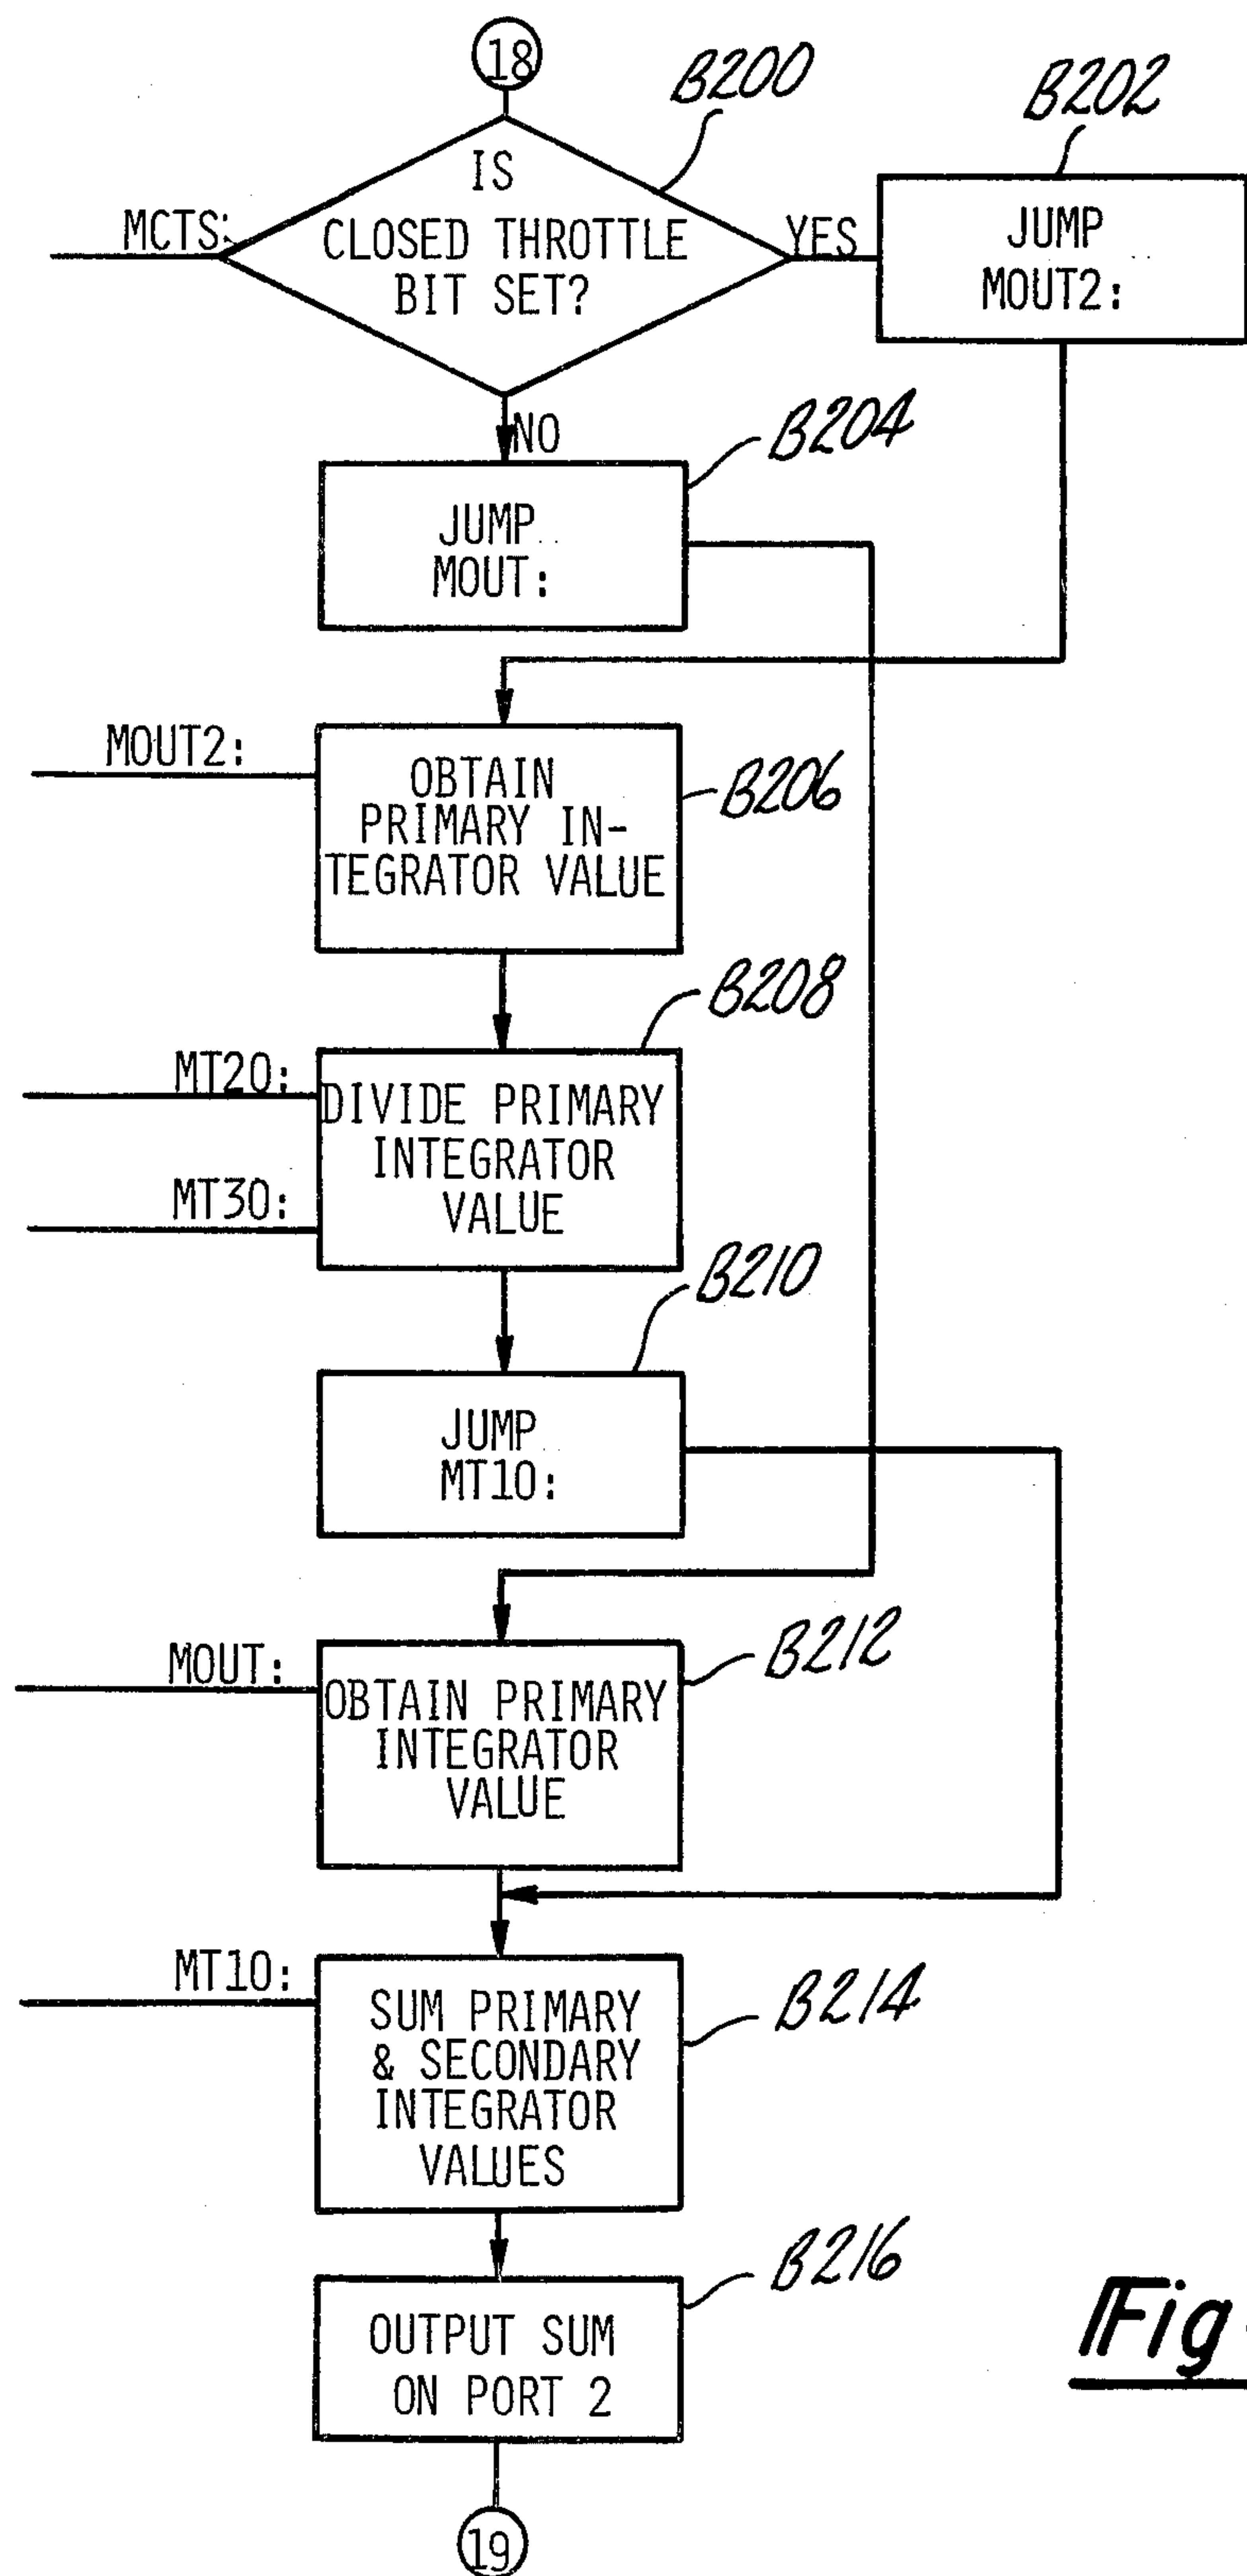 18
B200
B202
IS
CLOSED THROTTLE
BIT SET?
MCTS:
YES
JUMP
MOUT2:
NO
B204
JUMP
MOUT:
MOUT2:
OBTAIN
PRIMARY IN-
TEGRATOR VALUE
B206
B208
MT20:
DIVIDE PRIMARY
INTEGRATOR
VALUE
MT30:
B210
JUMP
MT10:
MOUT:
B212
OBTAIN PRIMARY
INTEGRATOR
VALUE
MT10:
B214
SUM PRIMARY
& SECONDARY
INTEGRATOR
VALUES
B216
OUTPUT SUM
ON PORT 2
Fig
19